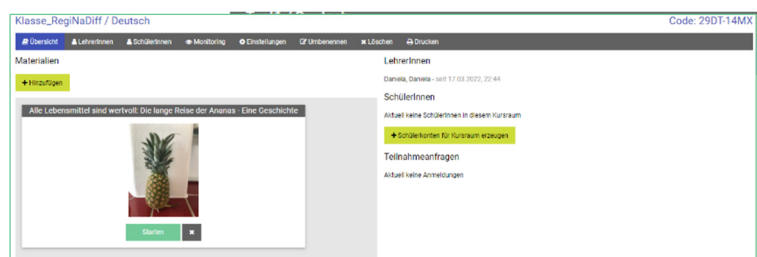 Klasse_RegiNaDiff / Deutsch
Code: 29DT-14MX
Übersicht LehrerInnen SchülerInnen Monitoring Einstellungen Umbenennen Löschen Drucken
Materialien
+ Hinzufügen
Alle Lebensmittel sind wertvoll: Die lange Reise der Ananas - Eine Geschichte
Starten
LehrerInnen
Daniela, Daniela - seit 17.03.2022, 22:44
SchülerInnen
Aktuell keine SchülerInnen in diesem Kursraum
+ Schülerkonten für Kursraum erzeugen
Teilnahmeanfragen
Aktuell keine Anmeldungen